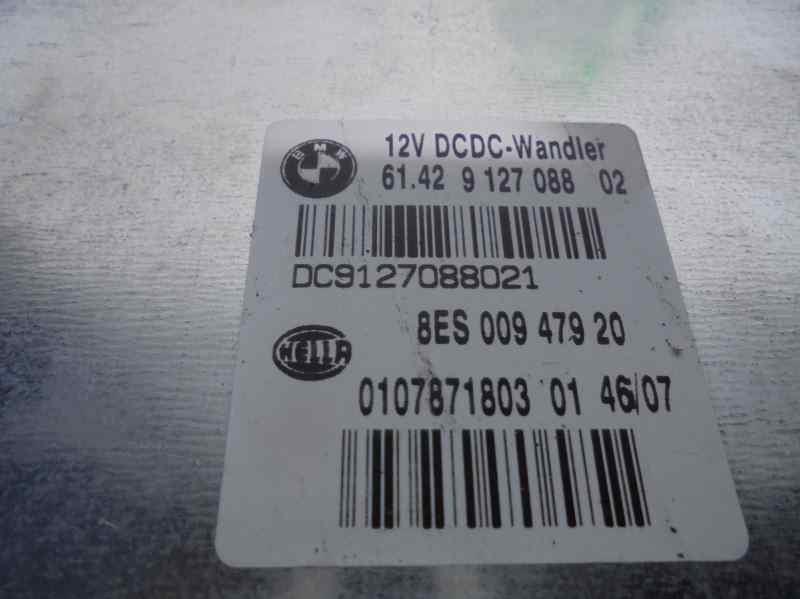 BMW
12V DCDC-Wandler
61.42 9 127 088 02
DC9127088021
HELLA
8ES 009 479 20
0107871803 01 46/07